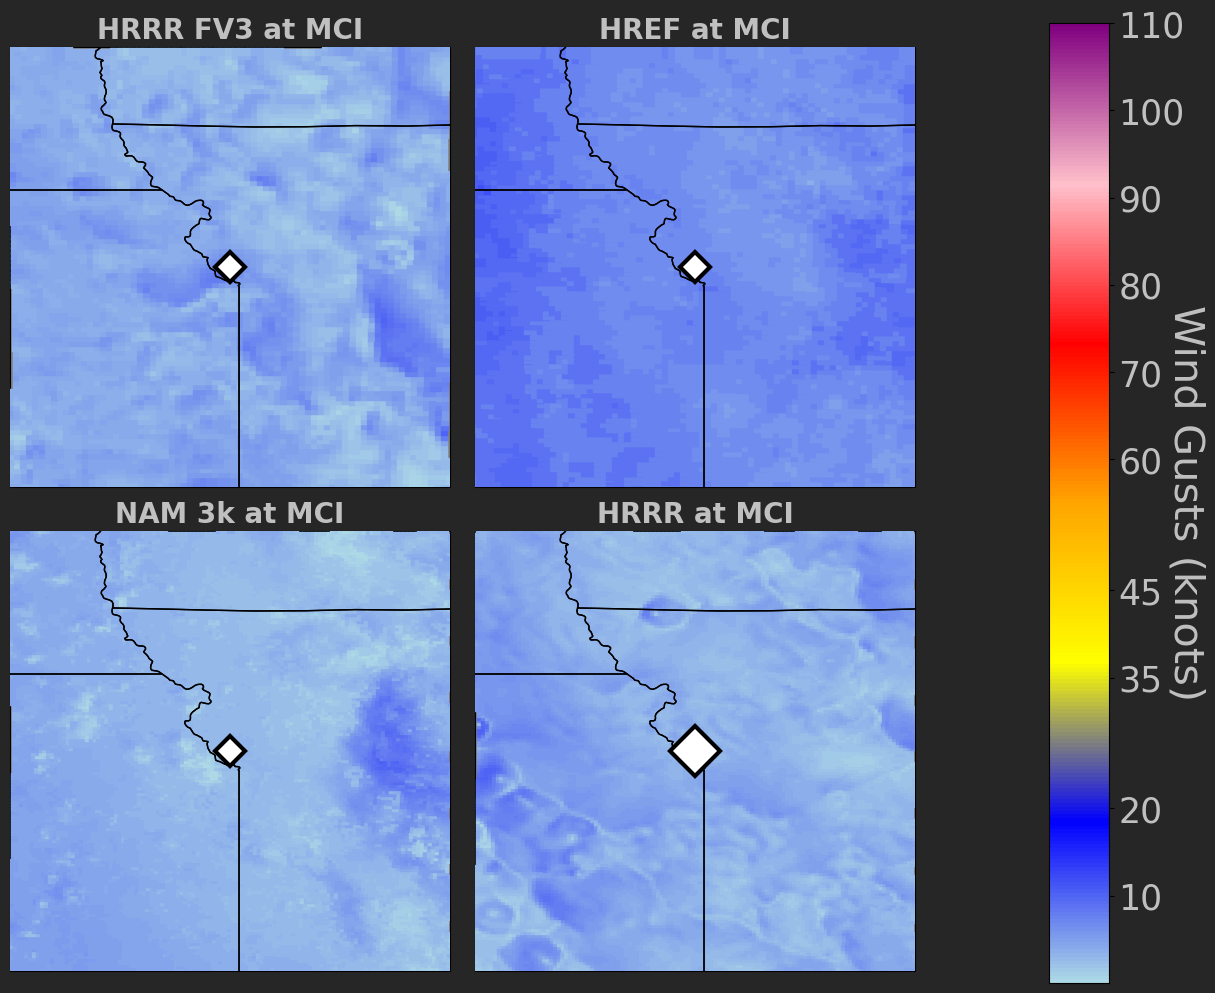 HRRR FV3 at MCI
HREF at MCI
NAM 3k at MCI
HRRR at MCI
110
100
90
80
70
60
45
35
20
10
Wind Gusts (knots)